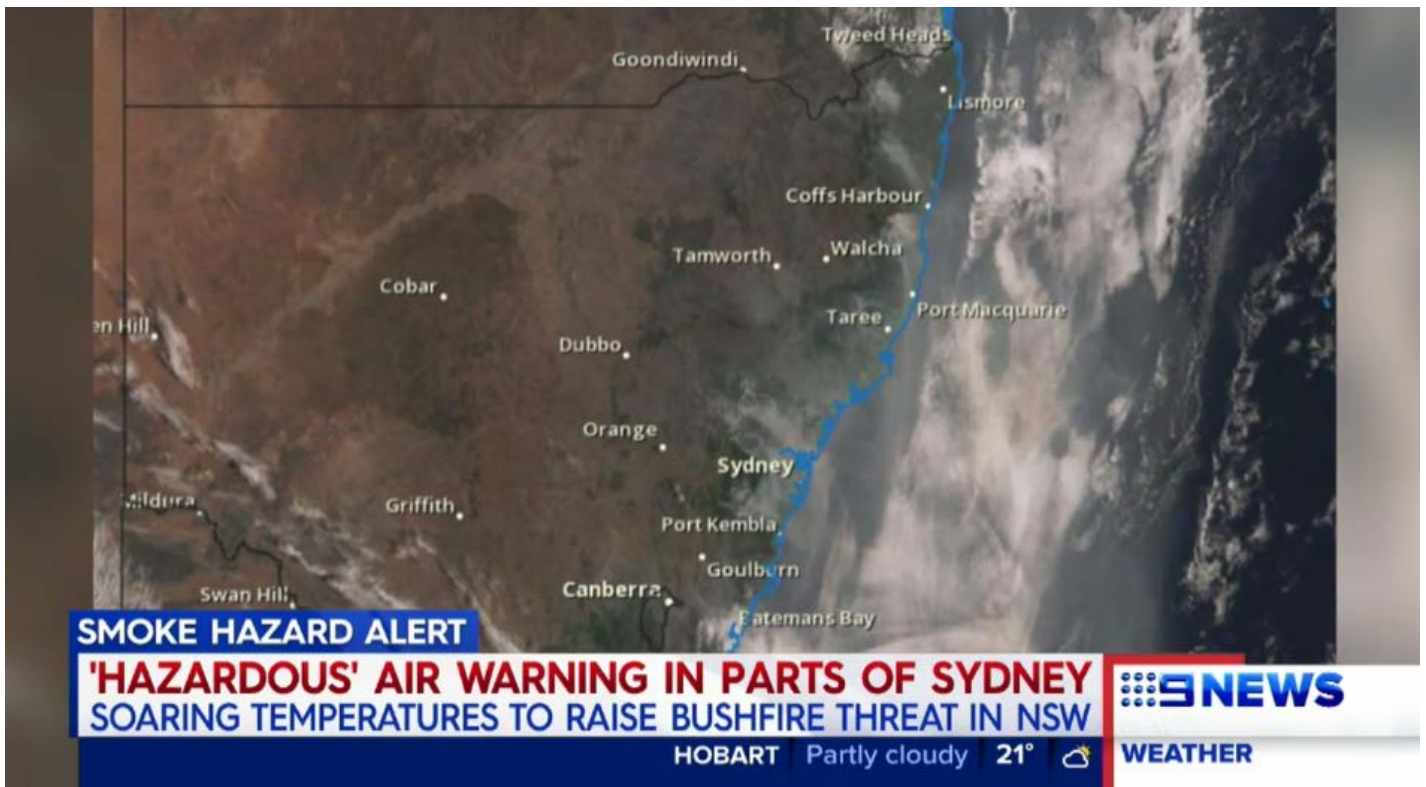 Tweed Heads
Goondiwindi
Lismore
Coffs Harbour
Tamworth
Walcha
Cobar
Port Macquarie
en Hill
Taree
Dubbo
Orange
Sydney
Mildura
Griffith
Port Kembla
Goulburn
Canberra
Swan Hill
Batemans Bay
SMOKE HAZARD ALERT
'HAZARDOUS' AIR WARNING IN PARTS OF SYDNEY
SOARING TEMPERATURES TO RAISE BUSHFIRE THREAT IN NSW
9NEWS
HOBART Partly cloudy 21° WEATHER